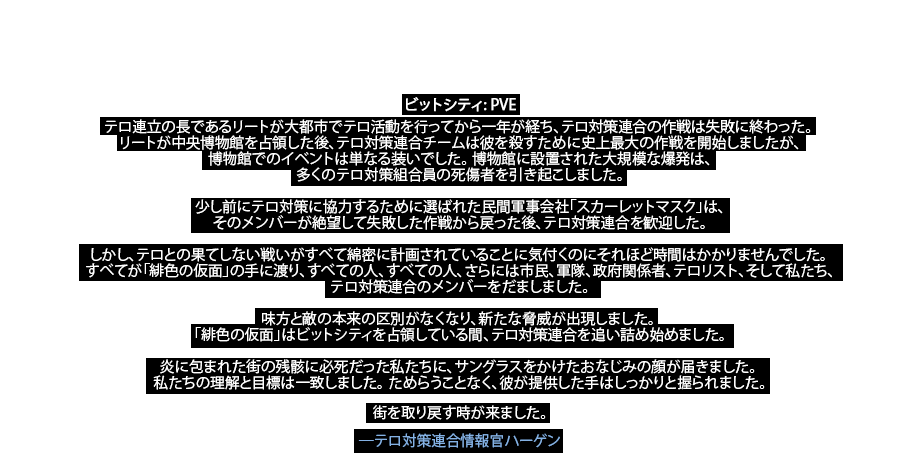 ビットシティ: PVE
テロ連立の長であるリートが大都市でテロ活動を行ってから一年が経ち、テロ対策連合の作戦は失敗に終わった。
リートが中央博物館を占領した後、テロ対策連合チームは彼を殺すために史上最大の作戦を開始しましたが、
博物館でのイベントは単なる装いでした。博物館に設置された大規模な爆発は、
多くのテロ対策組合員の死傷者を引き起こしました。
少し前にテロ対策に協力するために選ばれた民間軍事会社「スカーレットマスク」は、
そのメンバーが絶望して失敗した作戦から戻った後、テロ対策連合を歓迎した。
しかし、テロとの果てしない戦いがすべて綿密に計画されていることに気付くのにそれほど時間はかかりませんでした。
すべてが「緋色の仮面」の手に渡り、すべての人、すべての人、さらには市民、軍隊、政府関係者、テロリスト、そして私たち、
テロ対策連合のメンバーをだましました。
味方と敵の本来の区別がなくなり、新たな脅威が出現しました。
「緋色の仮面」はビットシティを占領している間、テロ対策連合を追い詰め始めました。
炎に包まれた街の残骸に必死だった私たちに、サングラスをかけたおなじみの顔が届きました。
私たちの理解と目標は一致しました。ためらうことなく、彼が提供した手はしっかりと握られました。
街を取り戻す時が来ました。
—テロ対策連合情報官ハーゲン